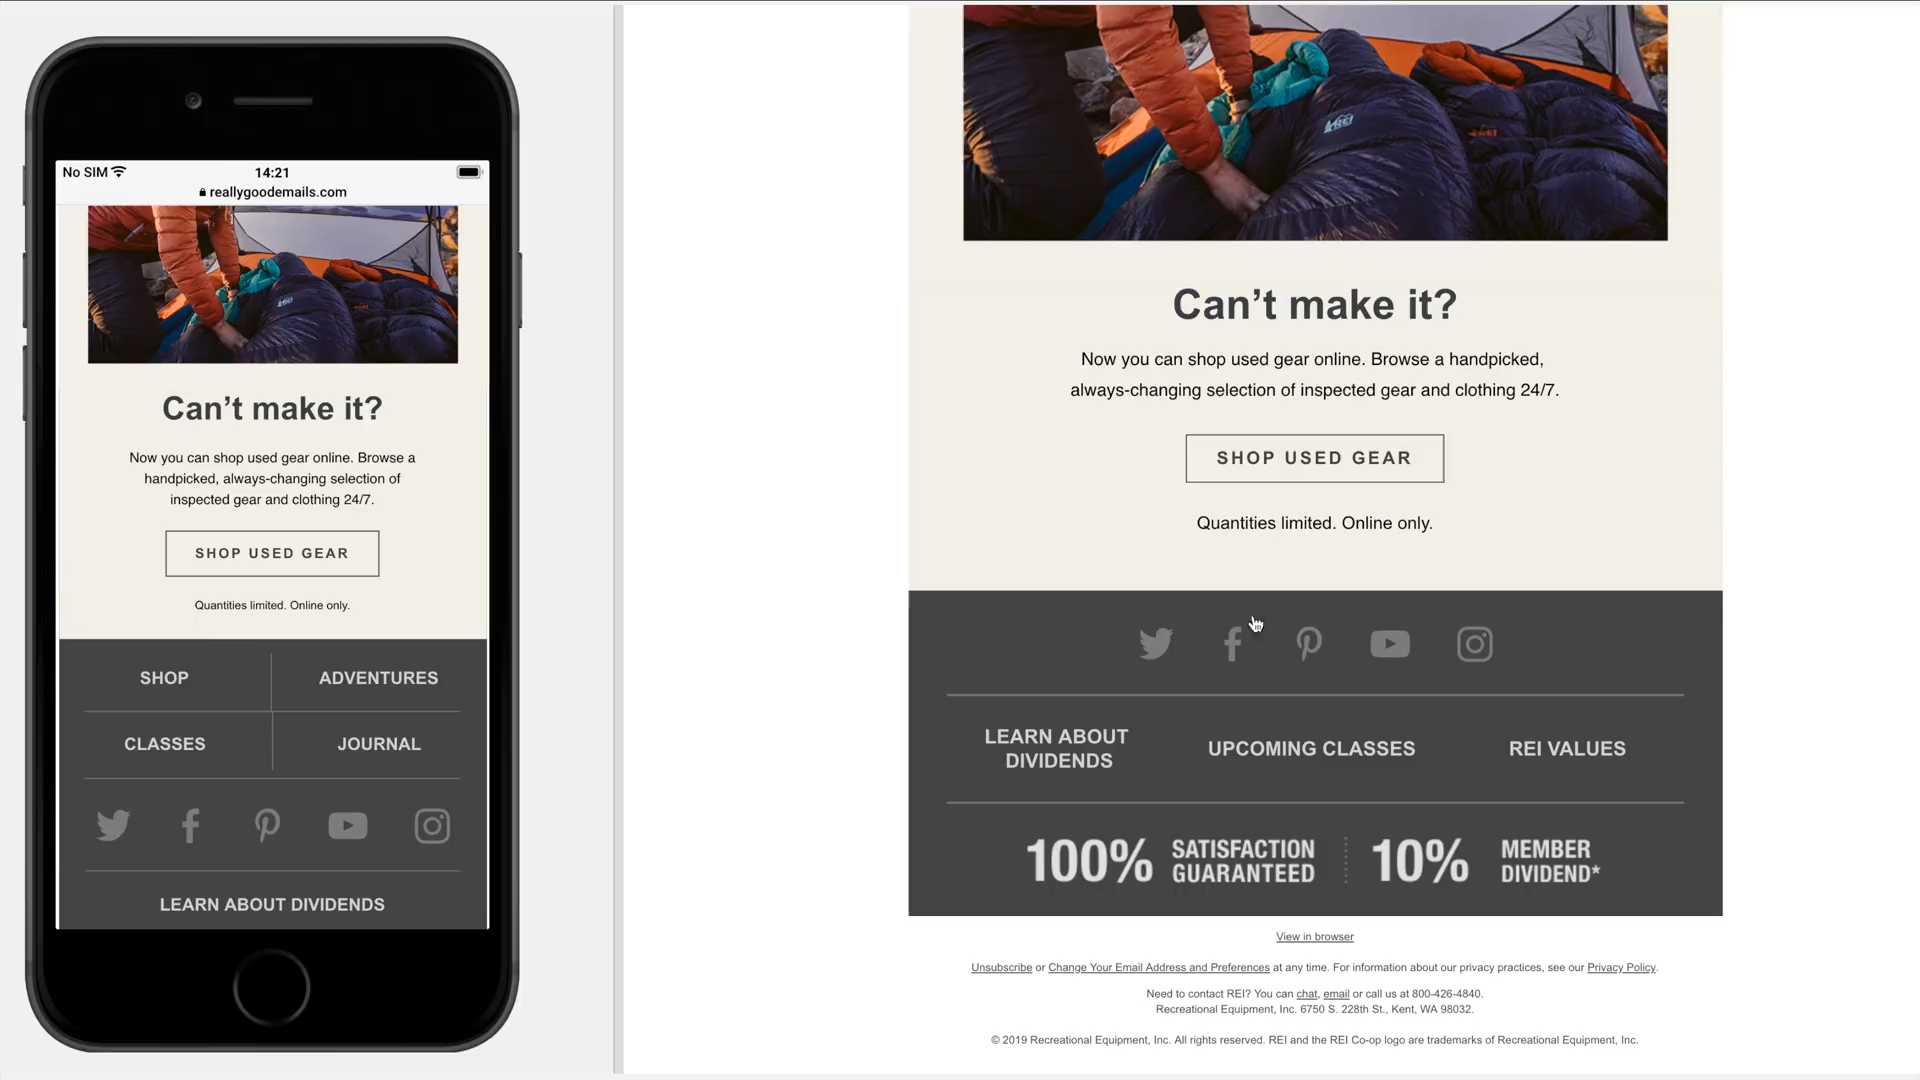 No SIM
14:21
reallygoodemails.com
REI
Can’t make it?
Now you can shop used gear online. Browse a
handpicked, always-changing selection of
inspected gear and clothing 24/7.
SHOP USED GEAR
Quantities limited. Online only.
SHOP
ADVENTURES
CLASSES
JOURNAL
LEARN ABOUT DIVIDENDS
REI
REI
Can’t make it?
Now you can shop used gear online. Browse a handpicked,
always-changing selection of inspected gear and clothing 24/7.
SHOP USED GEAR
Quantities limited. Online only.
LEARN ABOUT
DIVIDENDS
UPCOMING CLASSES
REI VALUES
100% SATISFACTION
GUARANTEED
10% MEMBER
DIVIDEND*
View in browser
Unsubscribe or Change Your Email Address and Preferences at any time. For information about our privacy practices, see our Privacy Policy.
Need to contact REI? You can chat, email or call us at 800-426-4840.
Recreational Equipment, Inc. 6750 S. 228th St., Kent, WA 98032.
© 2019 Recreational Equipment, Inc. All rights reserved. REI and the REI Co-op logo are trademarks of Recreational Equipment, Inc.